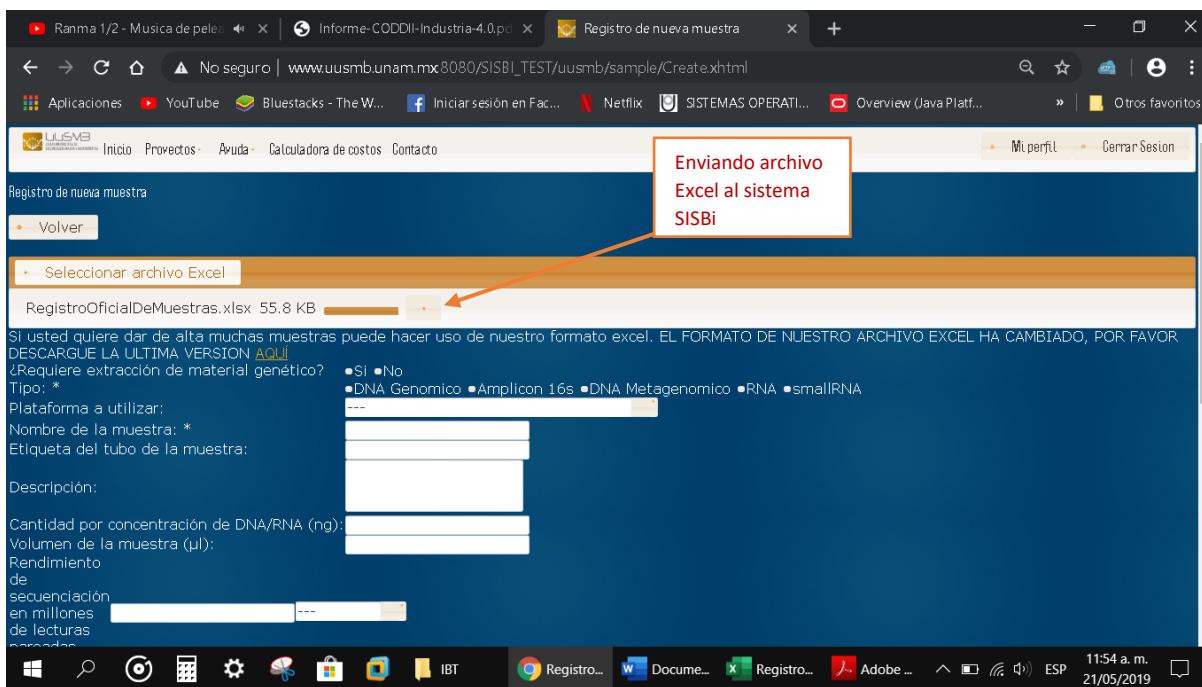 Ranma 1/2 - Musica de pelea
Informe-CODDII-Industria-4.0.pd
Registro de nueva muestra
No seguro | www.uusmb.unam.mx:8080/SISBI_TEST/uusmb/sample/Create.xhtml
Aplicaciones YouTube Bluestacks - The W... Iniciar sesión en Fac... Netflix SISTEMAS OPERATI... Overview (Java Platf... » Otros favoritos
UUSMB Inicio Proyectos Ayuda Calculadora de costos Contacto Mi perfil Cerrar Sesion
Enviando archivo
Excel al sistema
SISBi
Registro de nueva muestra
Volver
Seleccionar archivo Excel
RegistroOficialDeMuestras.xlsx 55.8 KB
Si usted quiere dar de alta muchas muestras puede hacer uso de nuestro formato excel. EL FORMATO DE NUESTRO ARCHIVO EXCEL HA CAMBIADO, POR FAVOR
DESCARGUE LA ULTIMA VERSION AQUÍ
¿Requiere extracción de material genético? Si No
Tipo: * DNA Genomico Amplicon 16s DNA Metagenomico RNA smallRNA
Plataforma a utilizar: ---
Nombre de la muestra: *
Etiqueta del tubo de la muestra:
Descripción:
Cantidad por concentración de DNA/RNA (ng):
Volumen de la muestra (µl):
Rendimiento
de
secuenciación
en millones ---
de lecturas
pareadas
IBT Registro... Docume... Registro... Adobe ... ESP 11:54 a. m.
21/05/2019